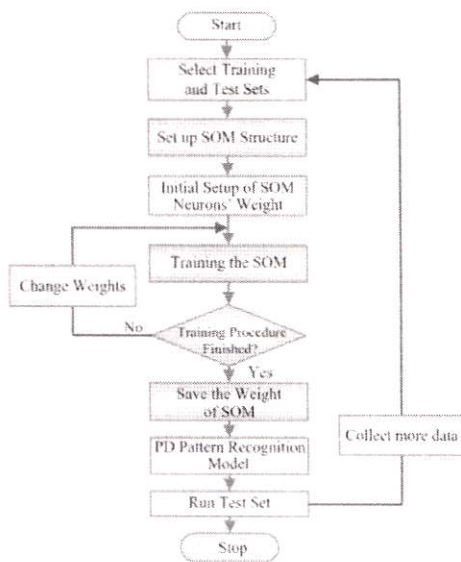 Start
Select Training
and Test Sets
Set up SOM Structure
Initial Setup of SOM
Neurons' Weight
Training the SOM
Change Weights
No
Training Procedure
Finished?
Yes
Save the Weight
of SOM
PD Pattern Recognition
Model
Collect more data
Run Test Set
Stop